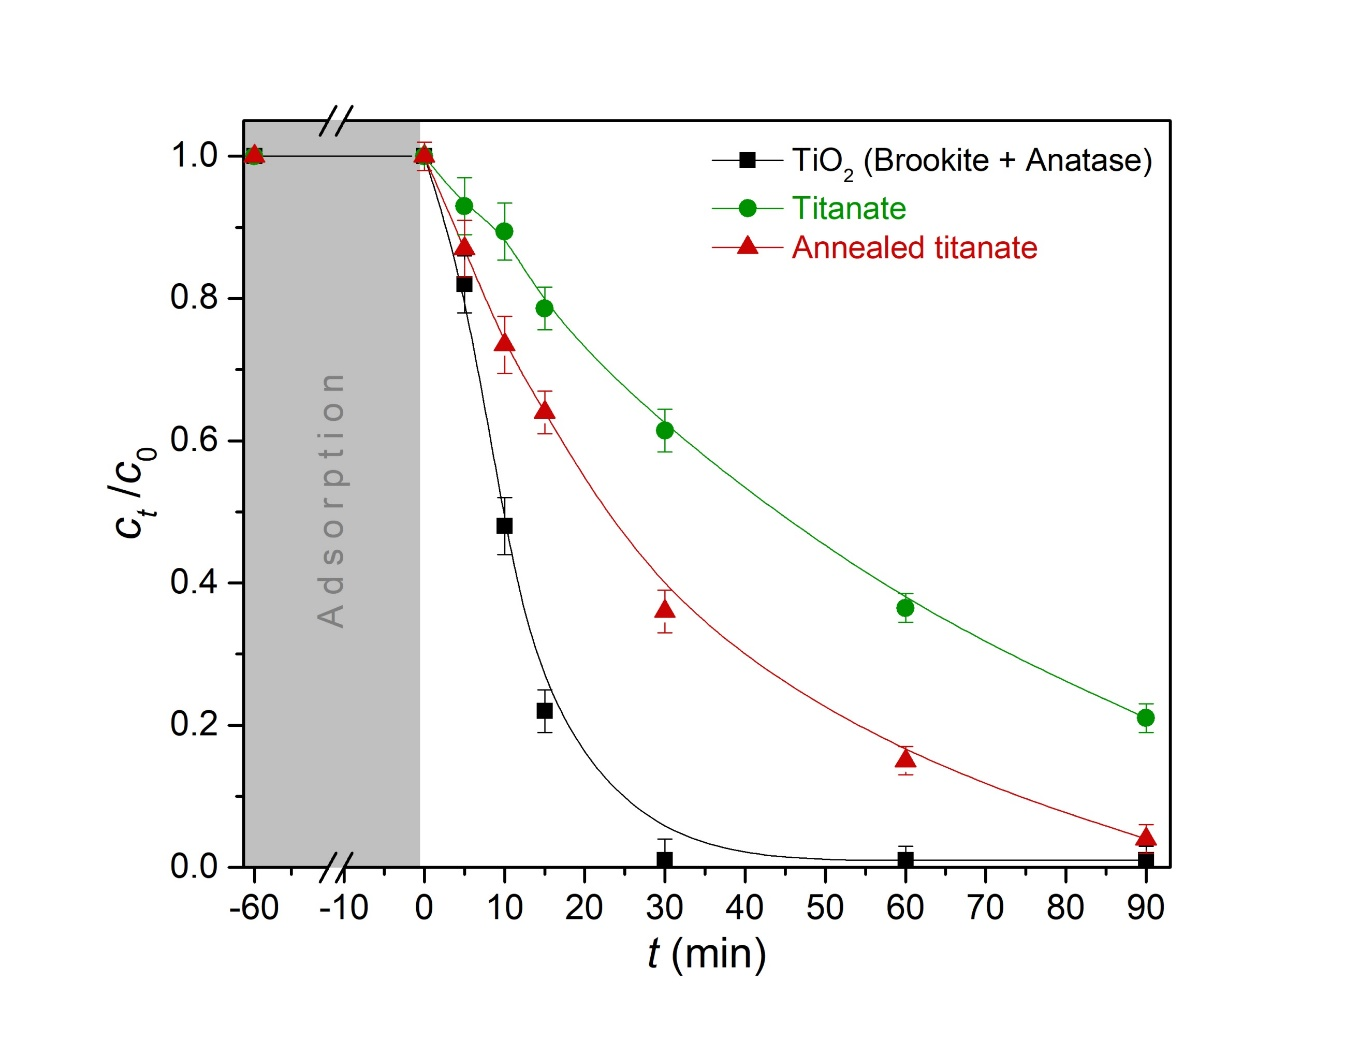 TiO2 (Brookite + Anatase)
Titanate
Annealed titanate
1.0
0.8
0.6
0.4
0.2
0.0
ct /c0
Adsorption
-60 -10 0 10 20 30 40 50 60 70 80 90
t (min)